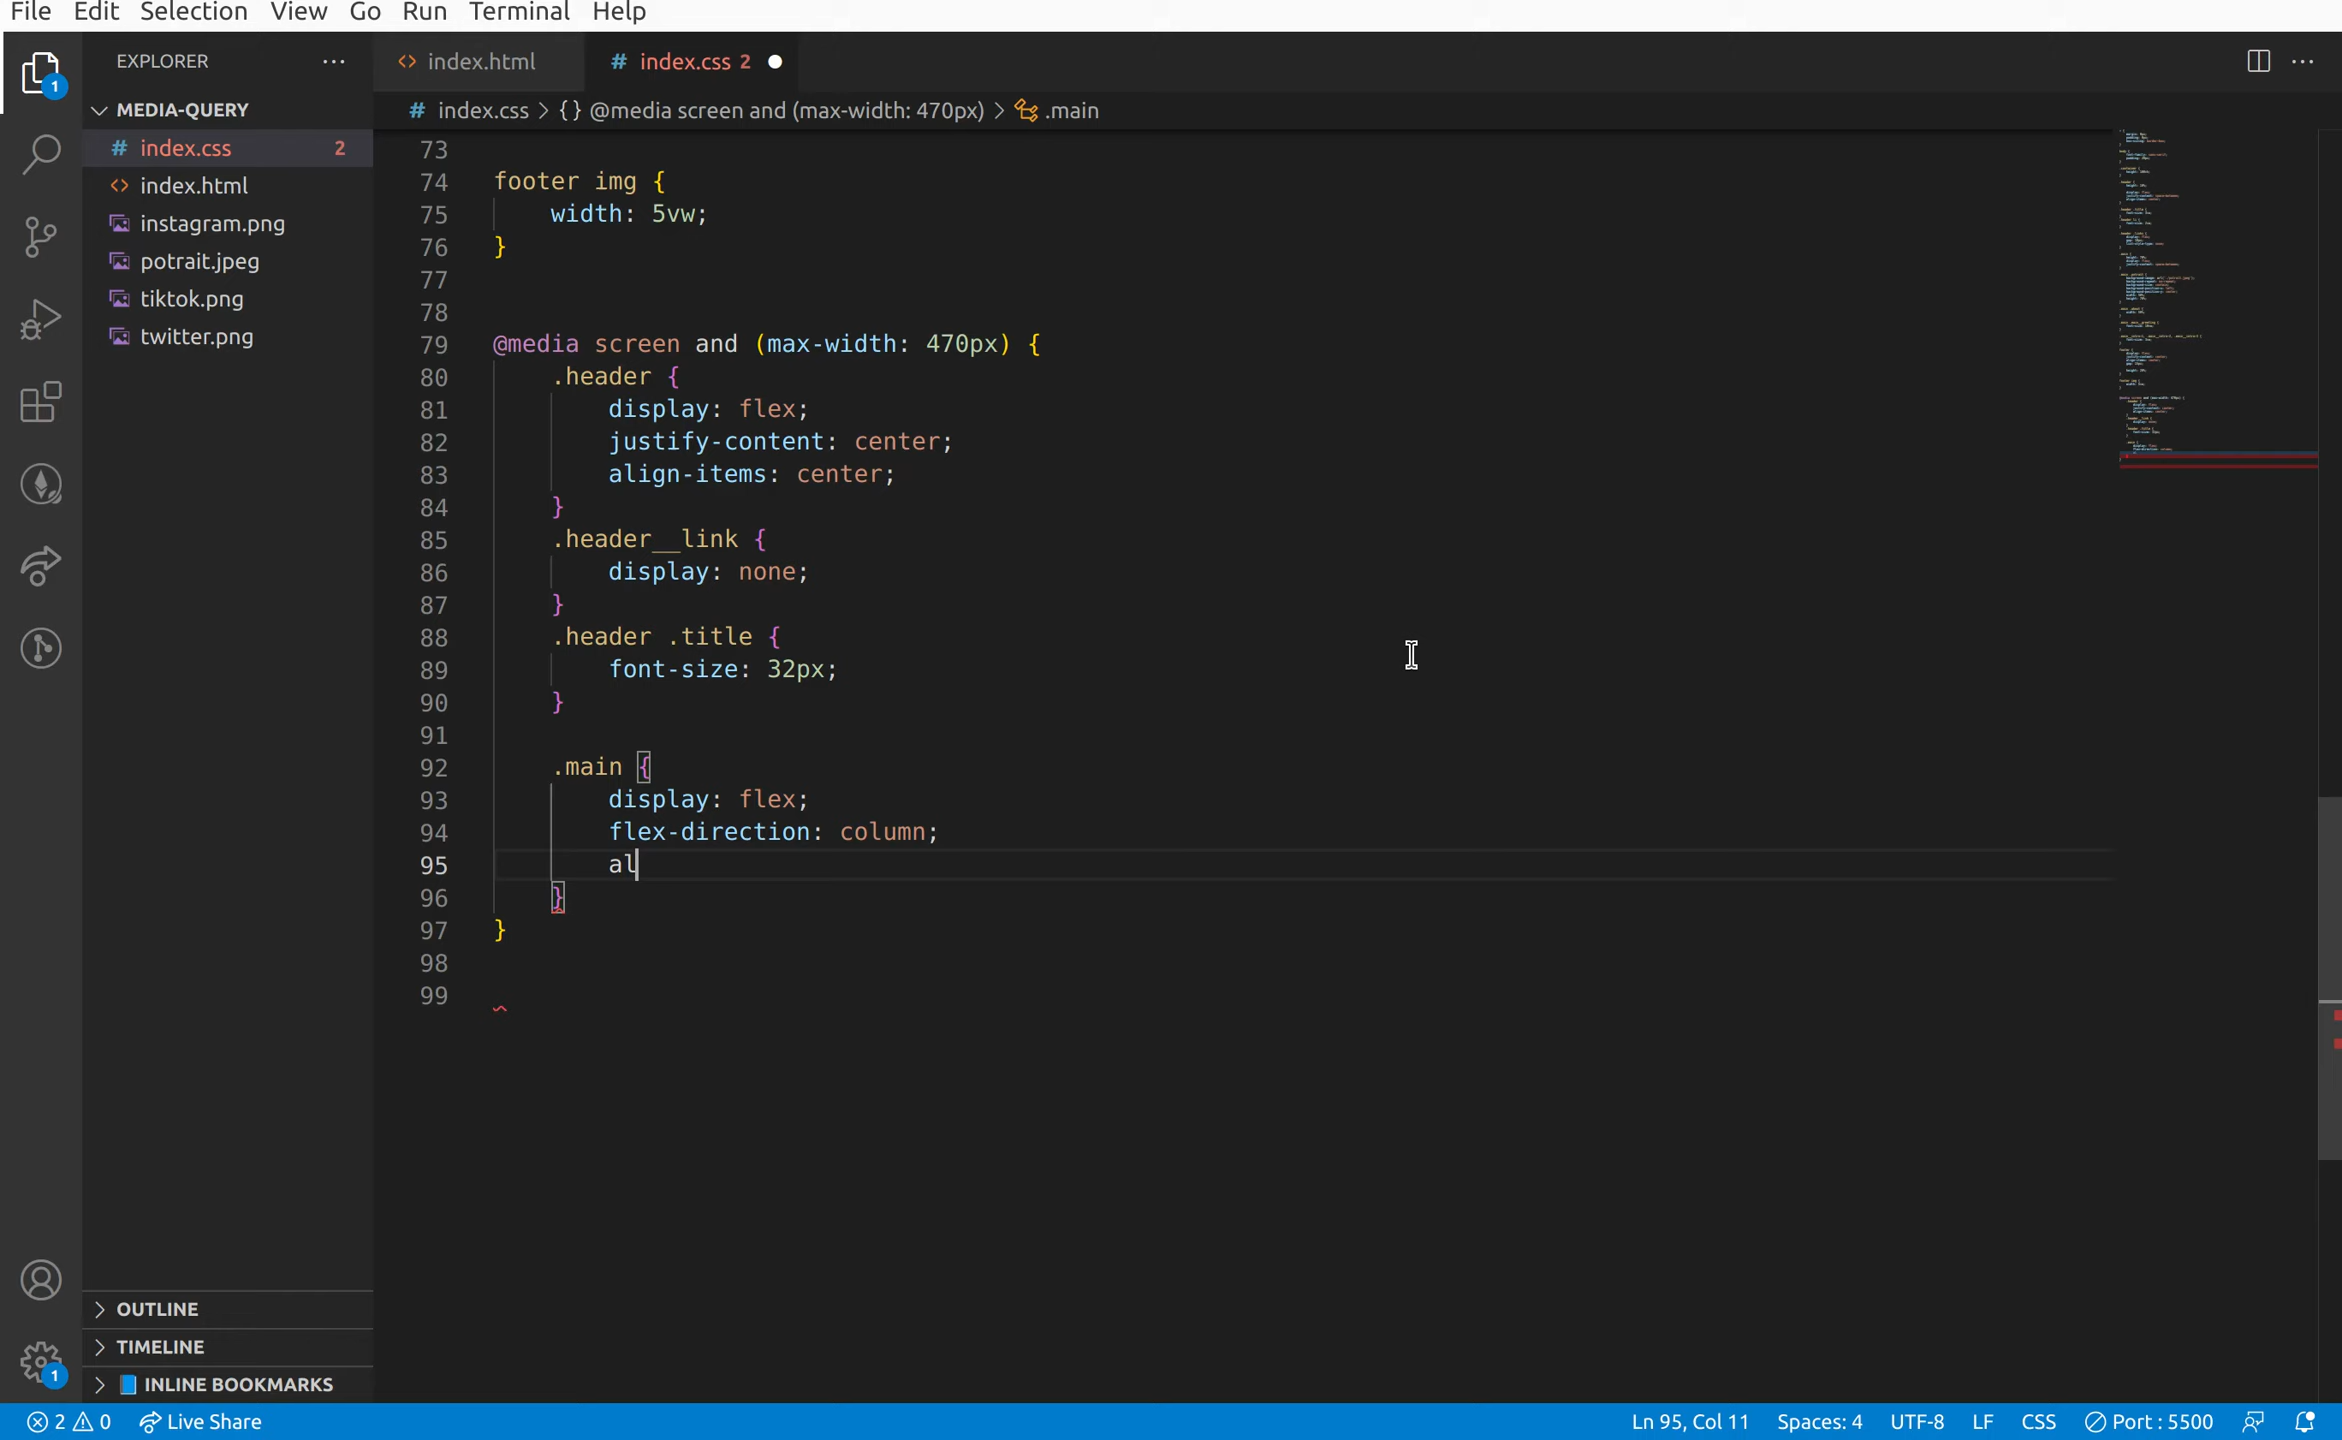 File Edit Selection View Go Run Terminal Help
EXPLORER
MEDIA-QUERY
index.css 2
index.html
instagram.png
potrait.jpeg
tiktok.png
twitter.png
OUTLINE
TIMELINE
INLINE BOOKMARKS
index.html
# index.css 2
# index.css > {} @media screen and (max-width: 470px) > .main
73
74 footer img {
75 width: 5vw;
76 }
77
78
79 @media screen and (max-width: 470px) {
80 .header {
81 display: flex;
82 justify-content: center;
83 align-items: center;
84 }
85 .header__link {
86 display: none;
87 }
88 .header .title {
89 font-size: 32px;
90 }
91
92 .main {
93 display: flex;
94 flex-direction: column;
95 al
96 }
97 }
98
99
1
1
2 0 Live Share Ln 95, Col 11 Spaces: 4 UTF-8 LF CSS Port : 5500